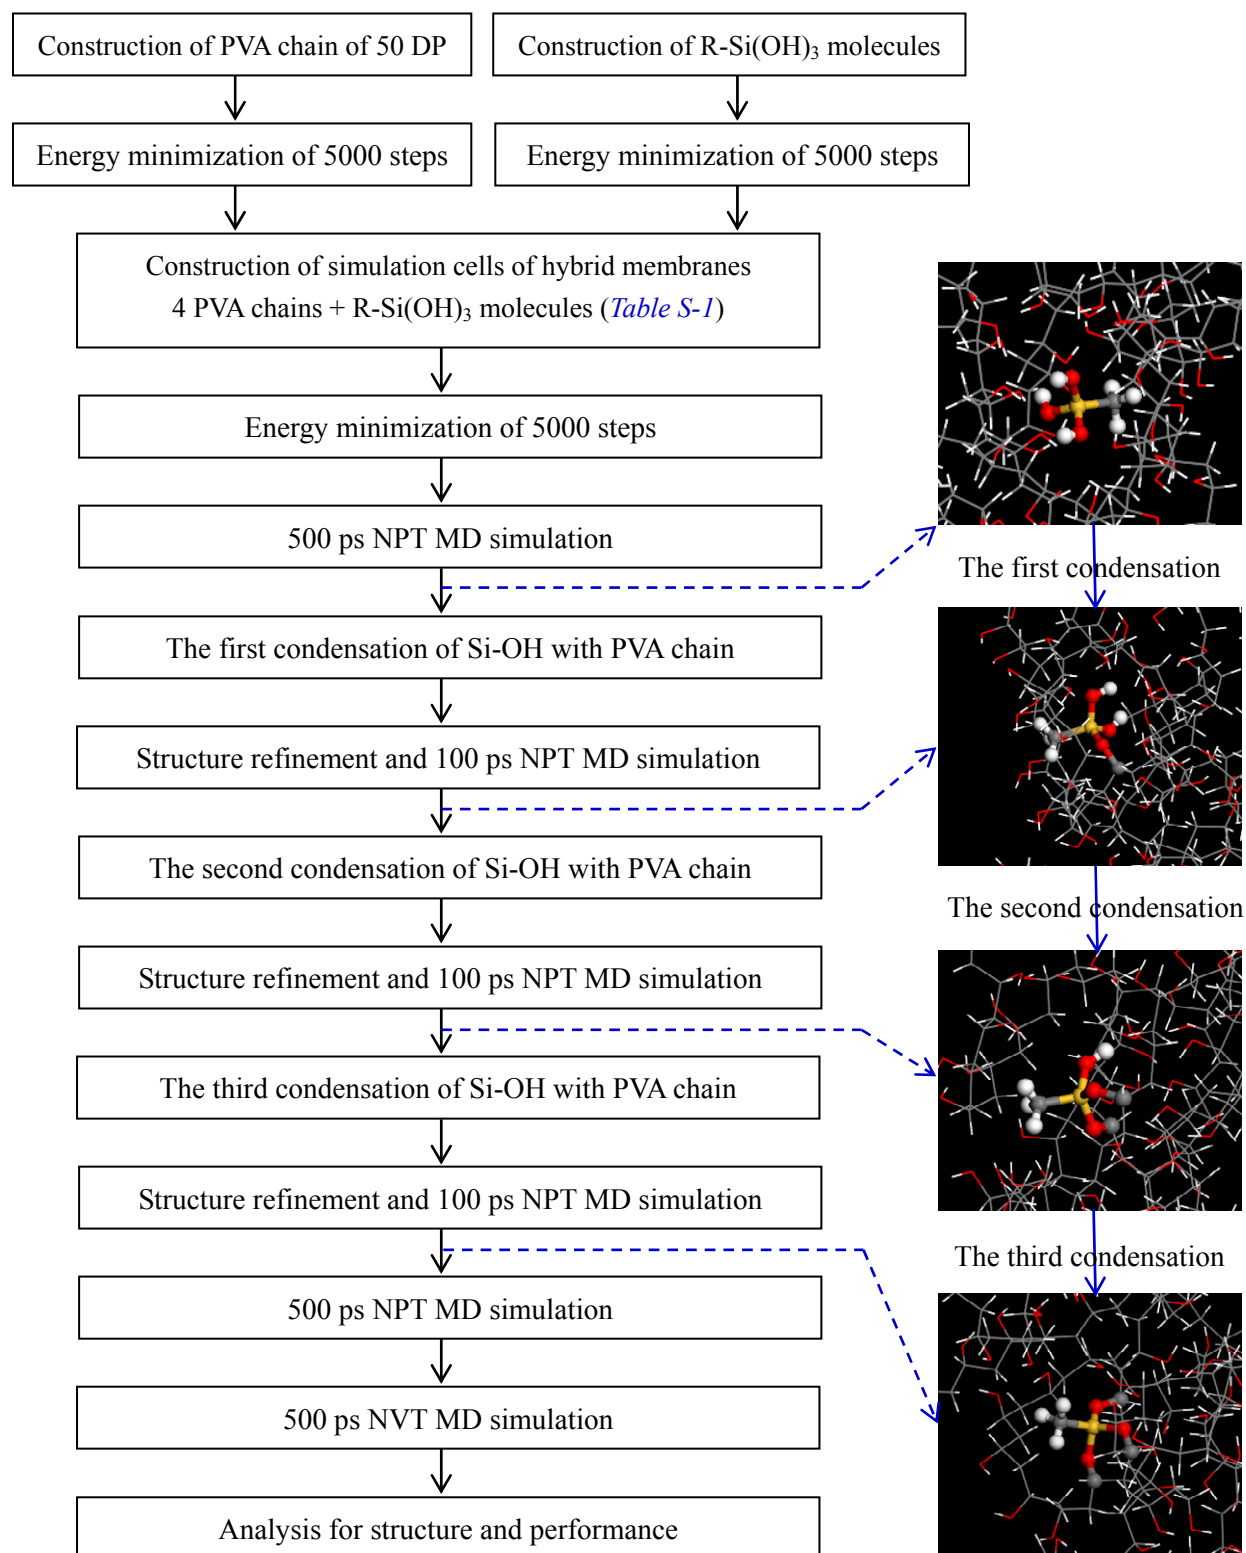 Construction of PVA chain of 50 DP
Construction of R-Si(OH)₃ molecules
Energy minimization of 5000 steps
Energy minimization of 5000 steps
Construction of simulation cells of hybrid membranes
4 PVA chains + R-Si(OH)₃ molecules (Table S-1)
Energy minimization of 5000 steps
500 ps NPT MD simulation
The first condensation
The first condensation of Si-OH with PVA chain
Structure refinement and 100 ps NPT MD simulation
The second condensation of Si-OH with PVA chain
The second condensation
Structure refinement and 100 ps NPT MD simulation
The third condensation of Si-OH with PVA chain
Structure refinement and 100 ps NPT MD simulation
The third condensation
500 ps NPT MD simulation
500 ps NVT MD simulation
Analysis for structure and performance